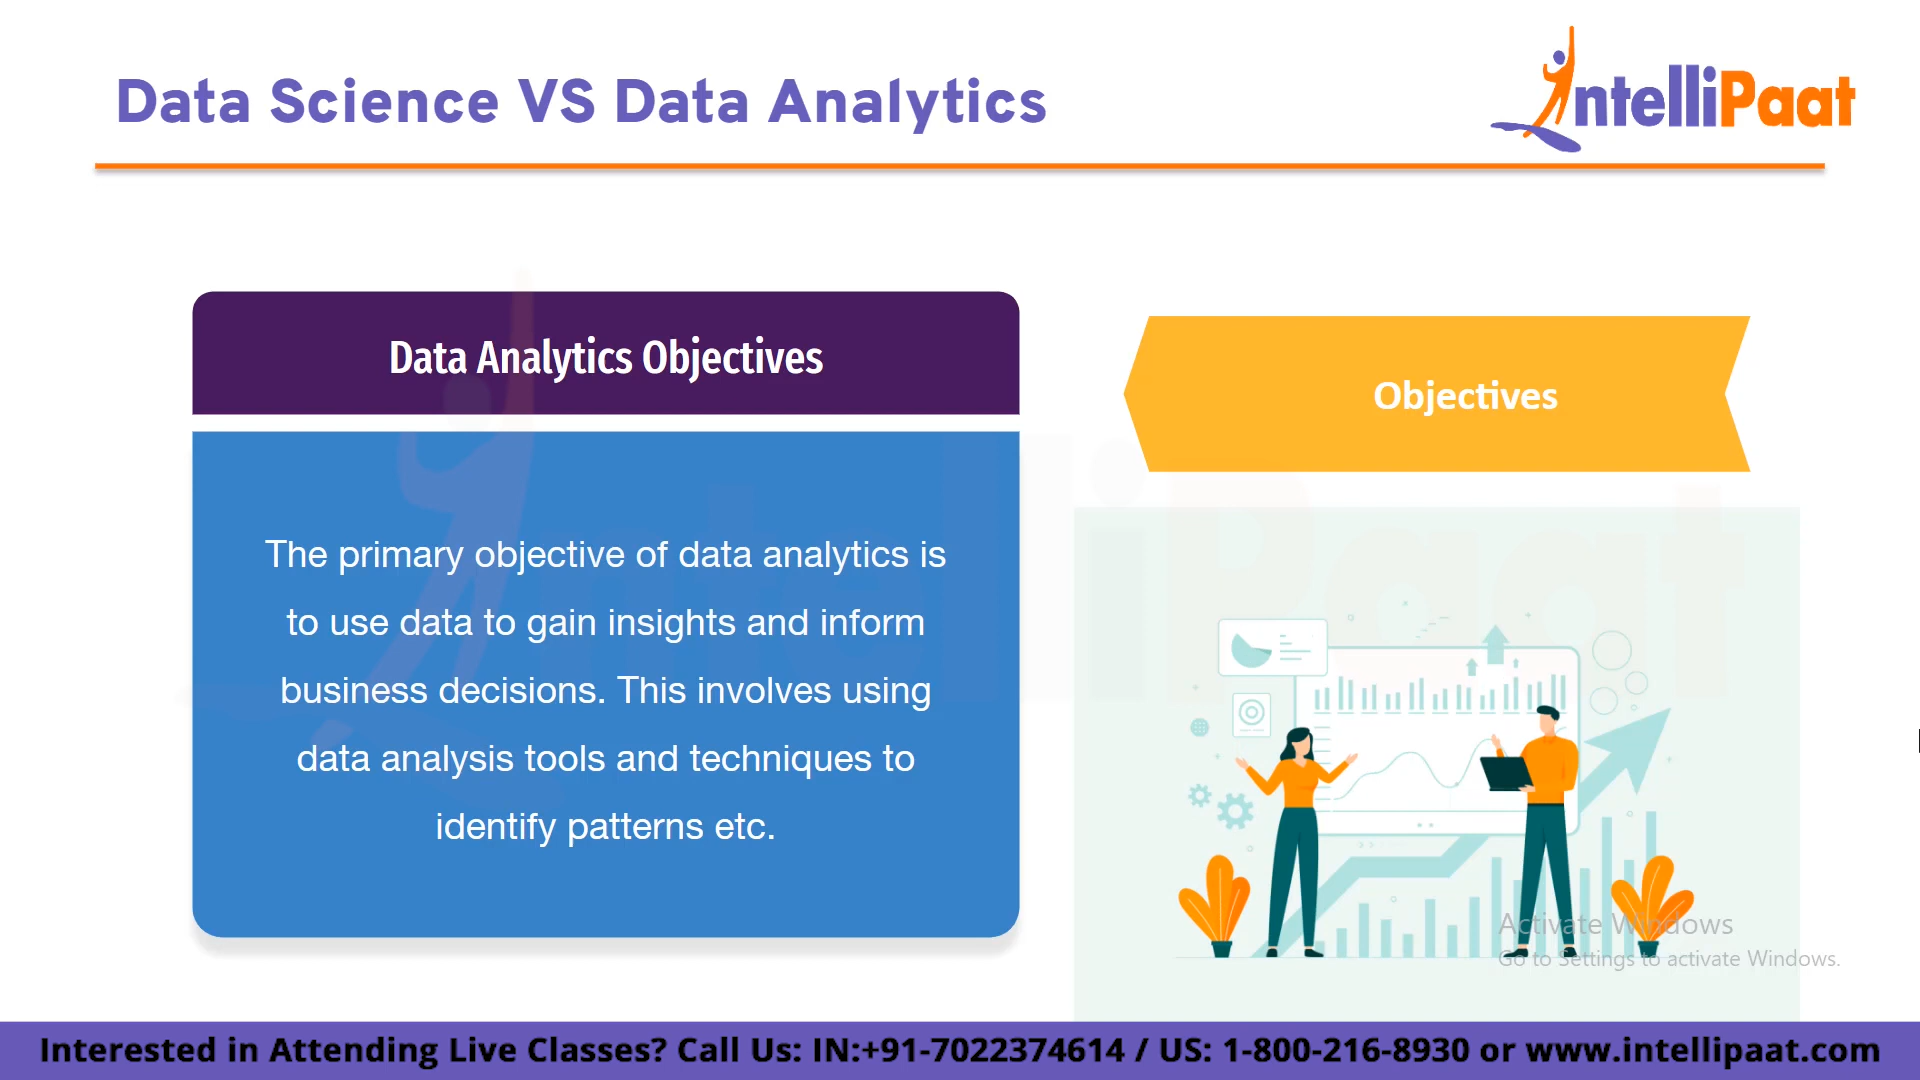 Data Science VS Data Analytics
IntelliPaat
Data Analytics Objectives
Objectives
The primary objective of data analytics is
to use data to gain insights and inform
business decisions. This involves using
data analysis tools and techniques to
identify patterns etc.
Activate Windows
Go to Settings to activate Windows.
Interested in Attending Live Classes? Call Us: IN:+91-7022374614 / US: 1-800-216-8930 or www.intellipaat.com